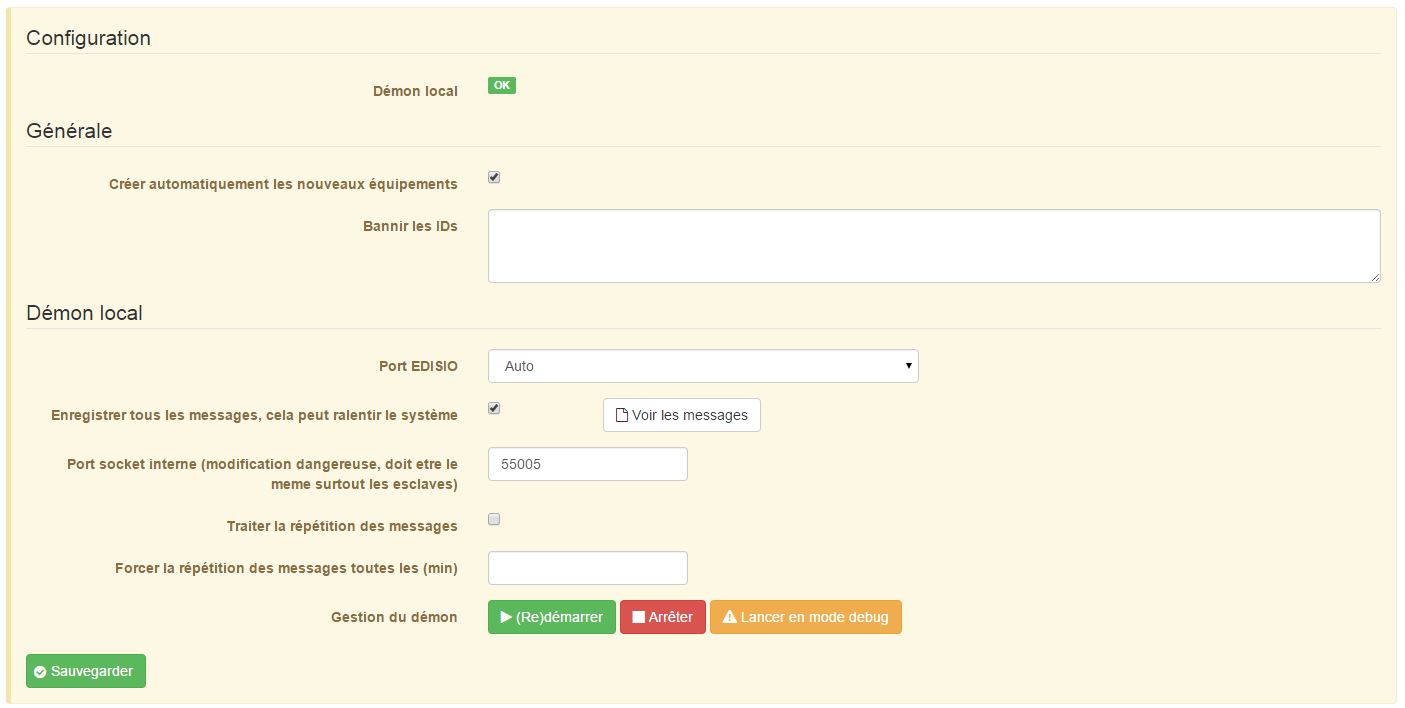 Configuration
Démon local OK
Générale
Créer automatiquement les nouveaux équipements
Bannir les IDs
Démon local
Port EDISIO Auto
Enregistrer tous les messages, cela peut ralentir le système Voir les messages
Port socket interne (modification dangereuse, doit etre le
meme surtout les esclaves) 55005
Traiter la répétition des messages
Forcer la répétition des messages toutes les (min)
Gestion du démon (Re)démarrer Arrêter Lancer en mode debug
Sauvegarder